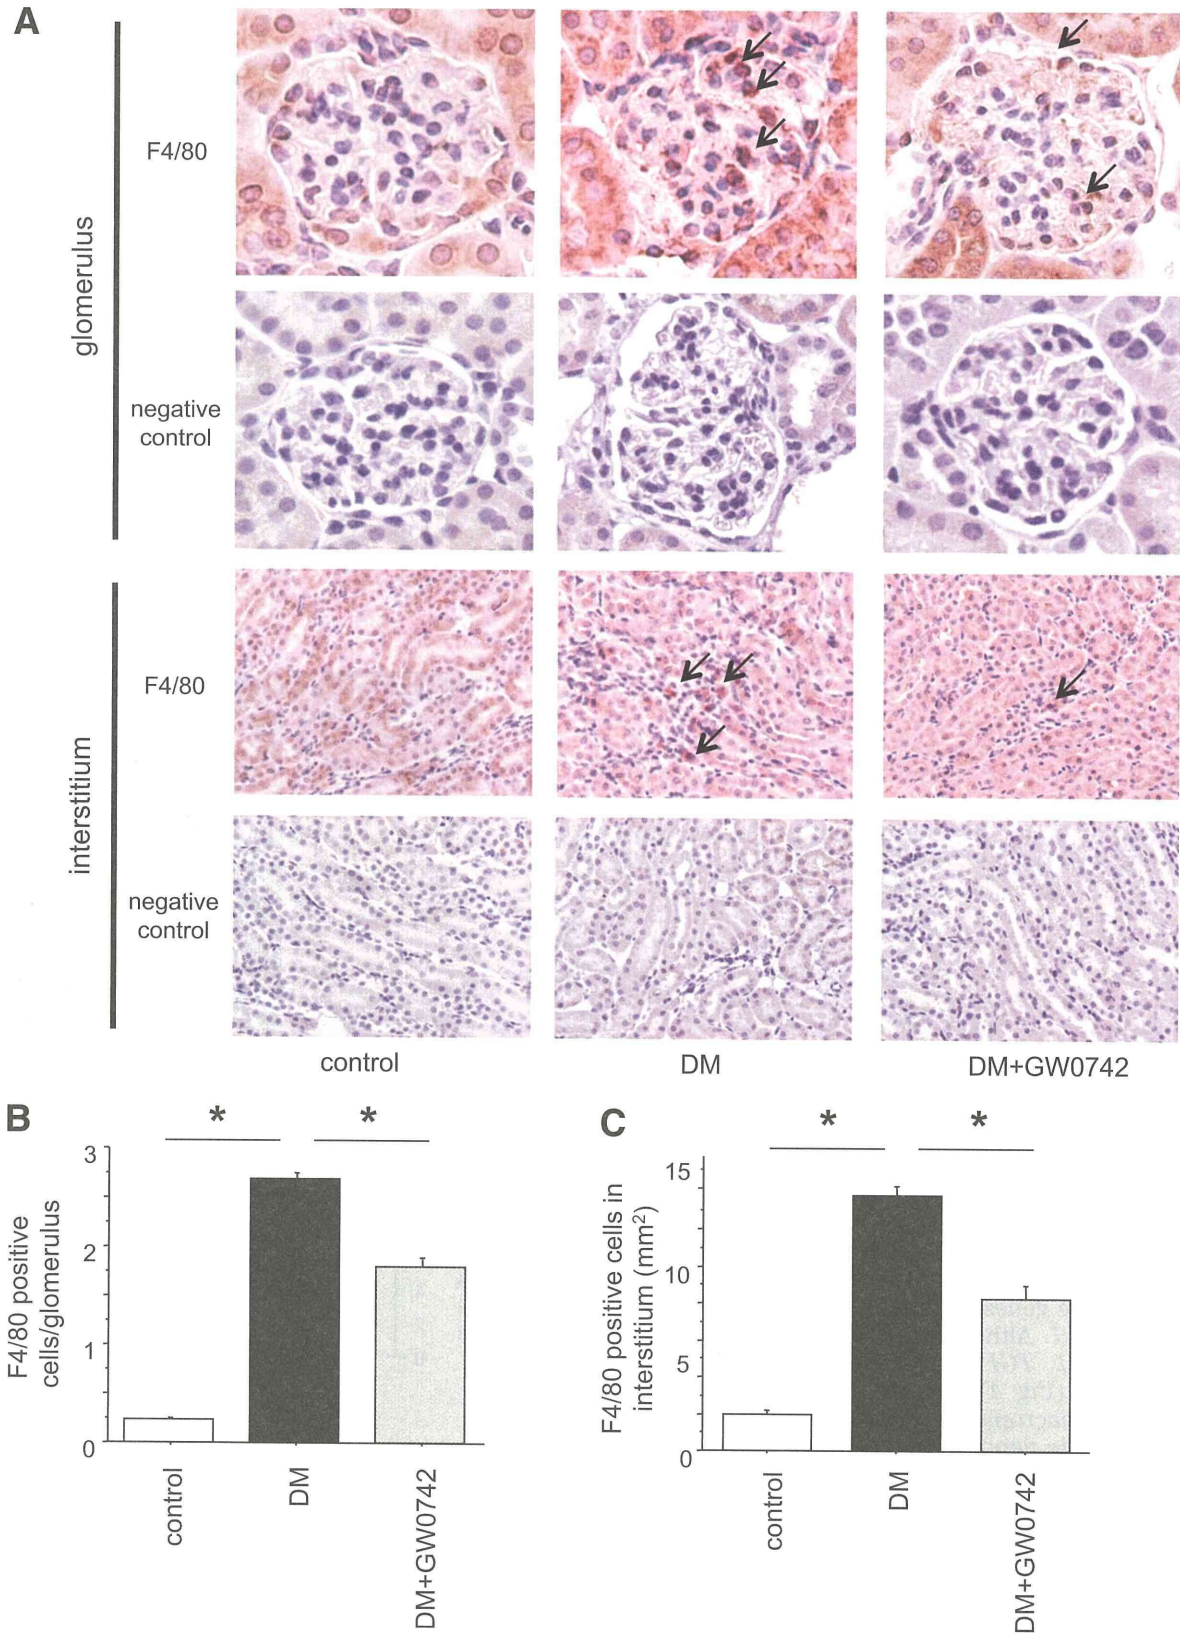 A
glomerulus
F4/80
negative
control
interstitium
F4/80
negative
control
control
DM
DM+GW0742
B
F4/80 positive
cells/glomerulus
3
2
1
0
*
*
control
DM
DM+GW0742
C
F4/80 positive cells in
interstitium (mm²)
15
10
5
0
*
*
control
DM
DM+GW0742